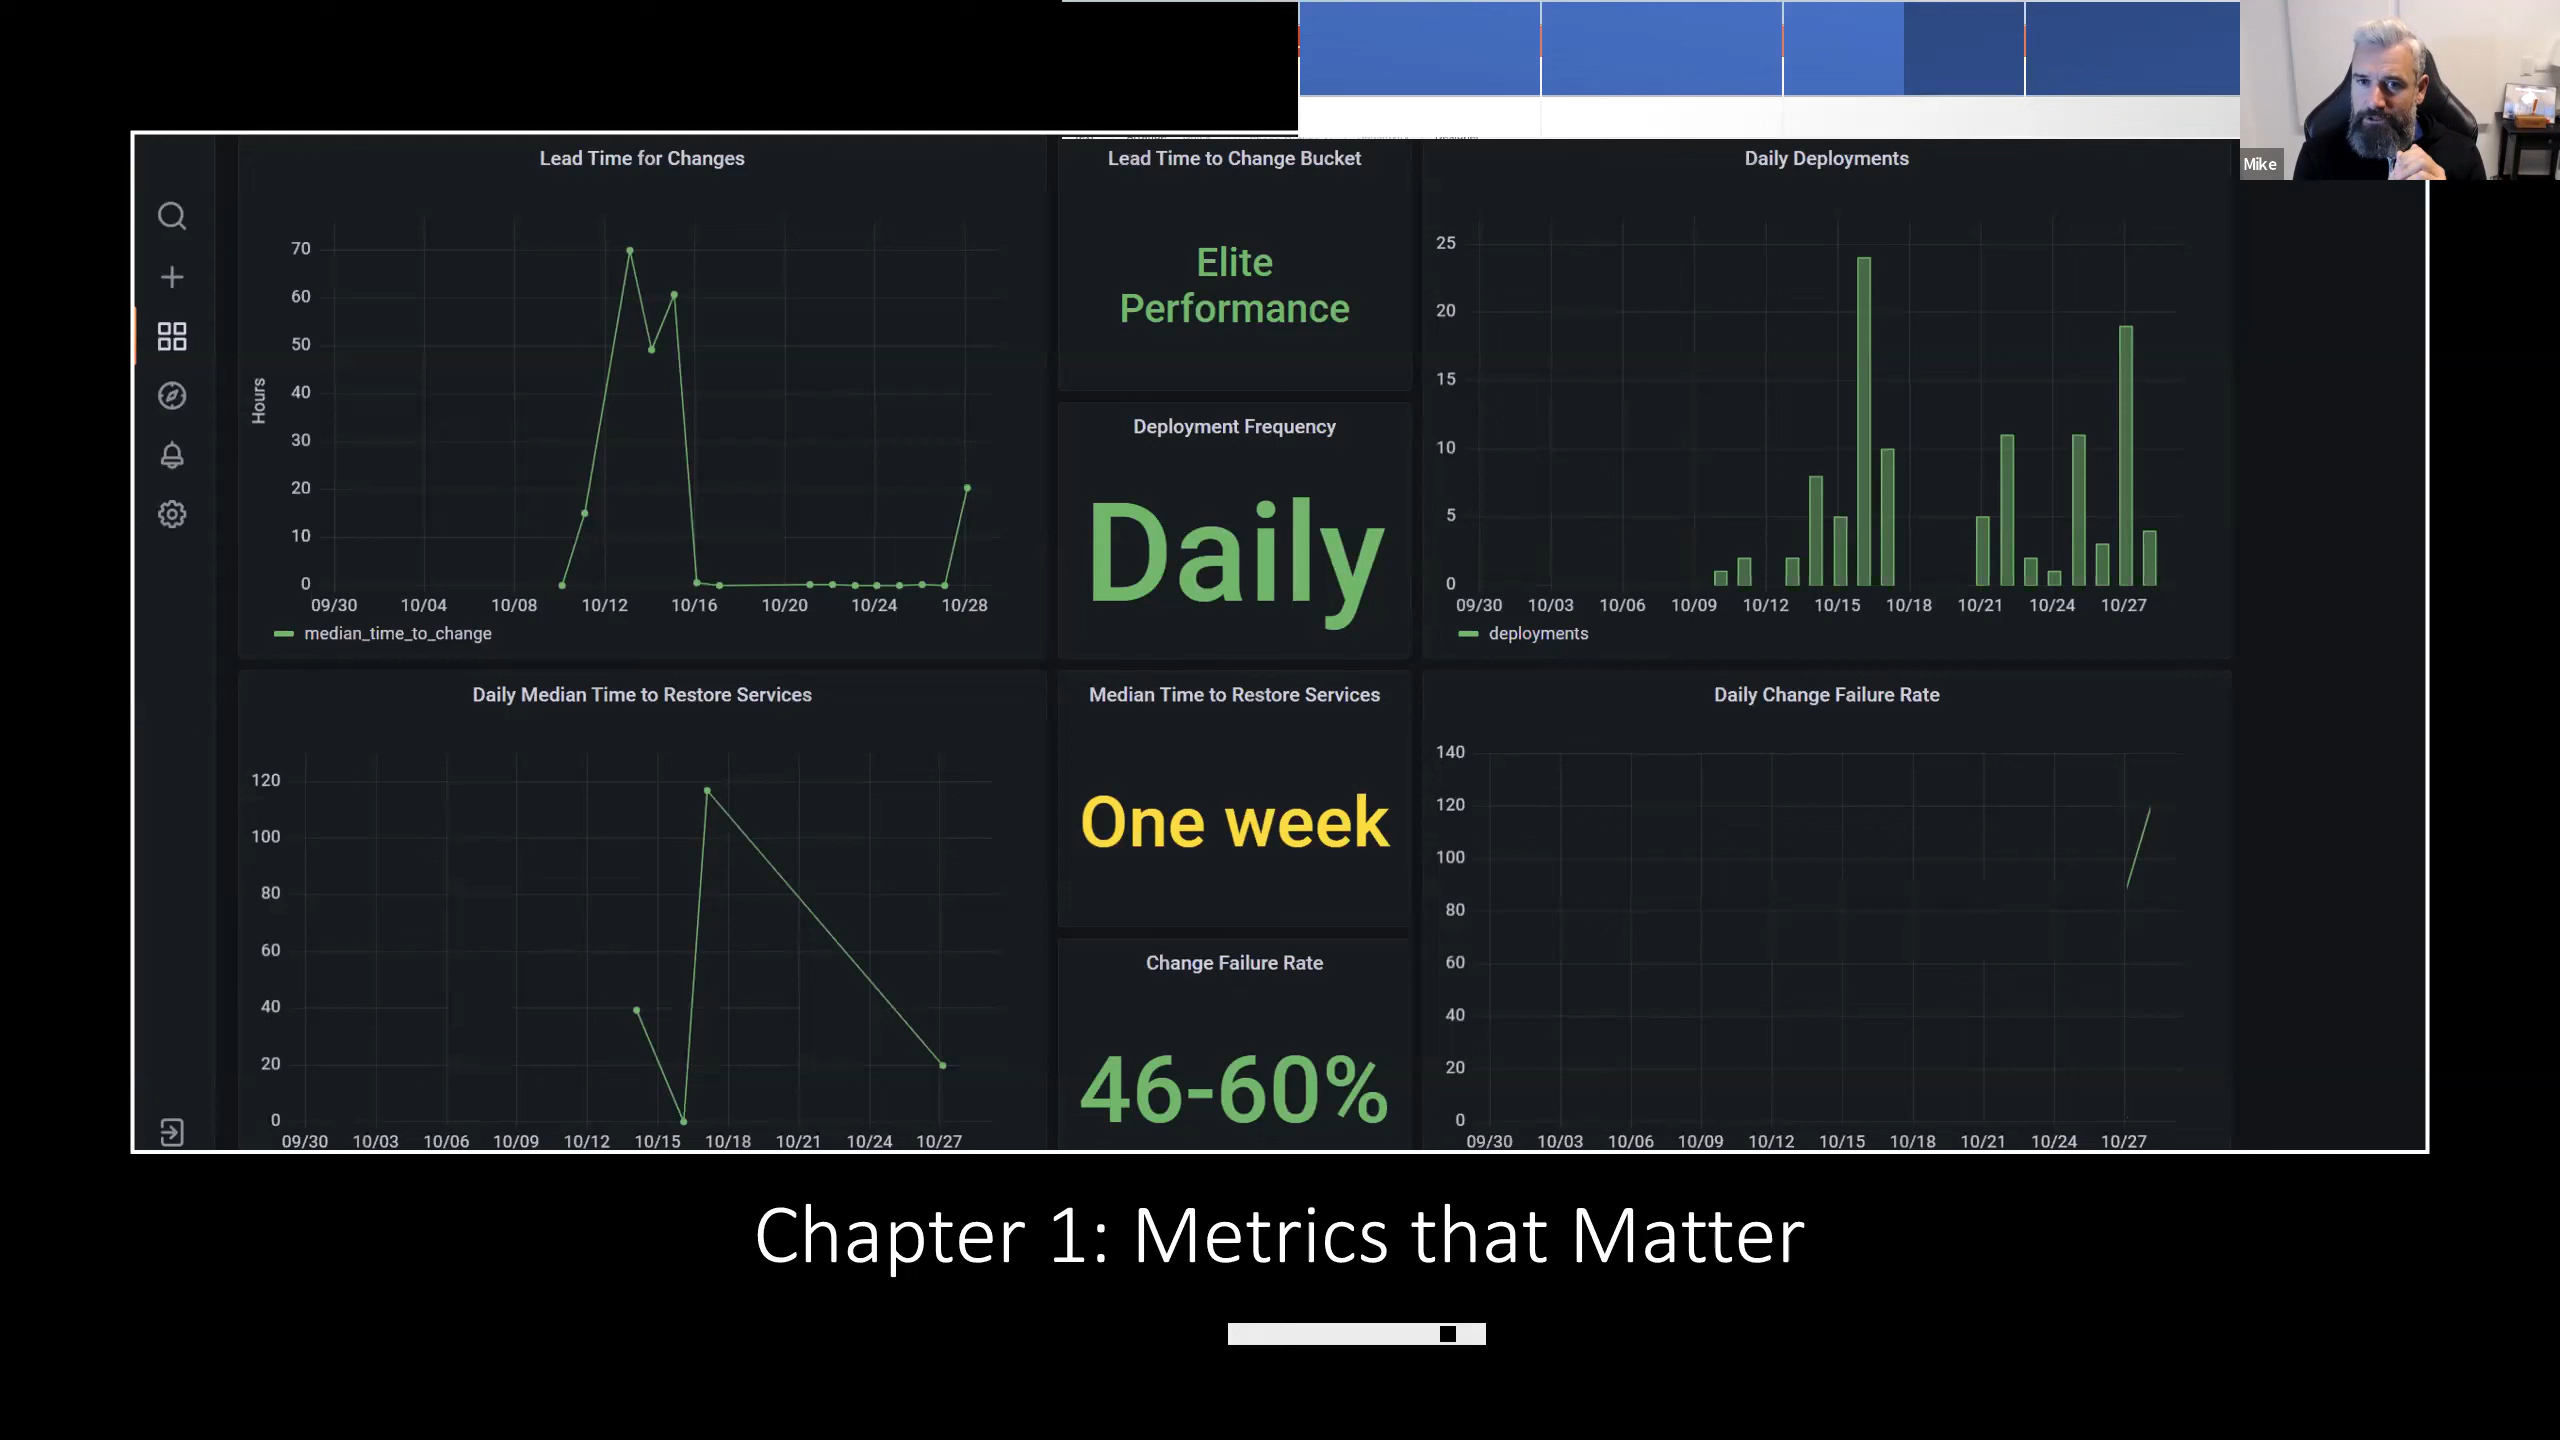 Mike
Lead Time for Changes
Hours
70
60
50
40
30
20
10
0
09/30 10/04 10/08 10/12 10/16 10/20 10/24 10/28
median_time_to_change
Lead Time to Change Bucket
Elite
Performance
Deployment Frequency
Daily
Daily Deployments
25
20
15
10
5
0
09/30 10/03 10/06 10/09 10/12 10/15 10/18 10/21 10/24 10/27
deployments
Daily Median Time to Restore Services
120
100
80
60
40
20
0
09/30 10/03 10/06 10/09 10/12 10/15 10/18 10/21 10/24 10/27
Median Time to Restore Services
One week
Change Failure Rate
46-60%
Daily Change Failure Rate
140
120
100
80
60
40
20
0
09/30 10/03 10/06 10/09 10/12 10/15 10/18 10/21 10/24 10/27
Chapter 1: Metrics that Matter